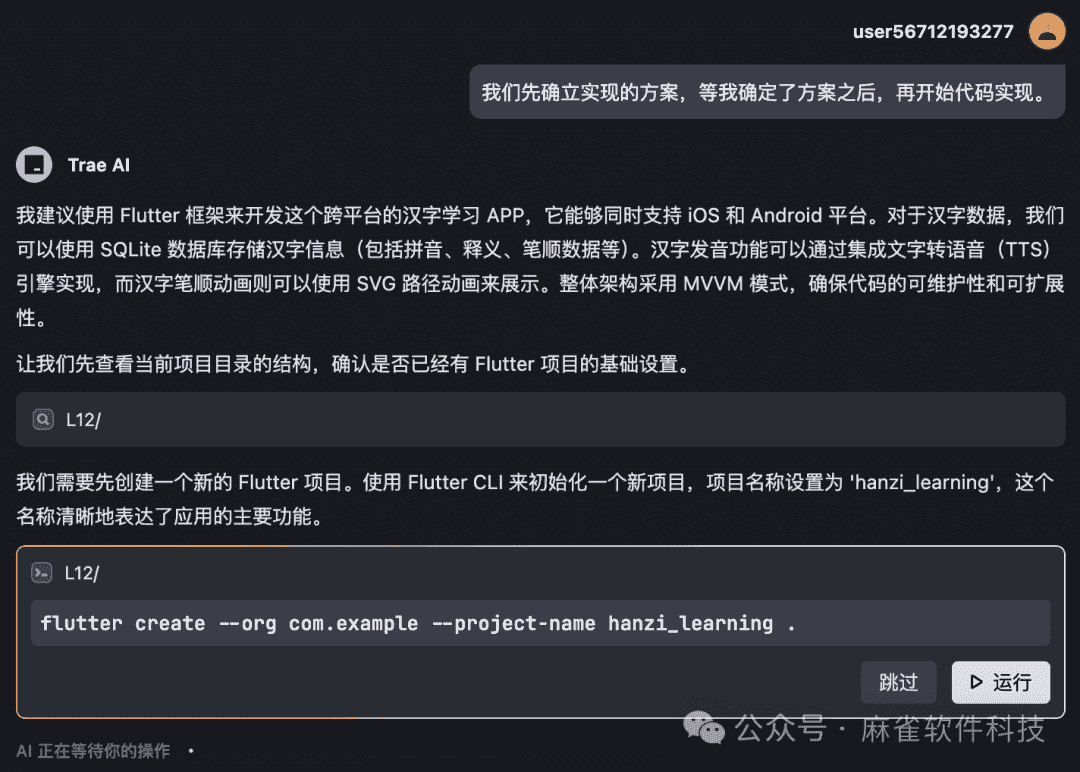 user56712193277
我们先确立实现的方案，等我确定了方案之后，再开始代码实现。
Trae AI
我建议使用 Flutter 框架来开发这个跨平台的汉字学习 APP，它能够同时支持 iOS 和 Android 平台。对于汉字数据，我们
可以使用 SQLite 数据库存储汉字信息（包括拼音、释义、笔顺数据等）。汉字发音功能可以通过集成文字转语音（TTS）
引擎实现，而汉字笔顺动画则可以使用 SVG 路径动画来展示。整体架构采用 MVVM 模式，确保代码的可维护性和可扩展
性。
让我们先查看当前项目目录的结构，确认是否已经有 Flutter 项目的基础设置。
L12/
我们需要先创建一个新的 Flutter 项目。使用 Flutter CLI 来初始化一个新项目，项目名称设置为 'hanzi_learning'，这个
名称清晰地表达了应用的主要功能。
L12/
flutter create --org com.example --project-name hanzi_learning .
跳过
运行
公众号 · 麻雀软件科技
AI 正在等待你的操作